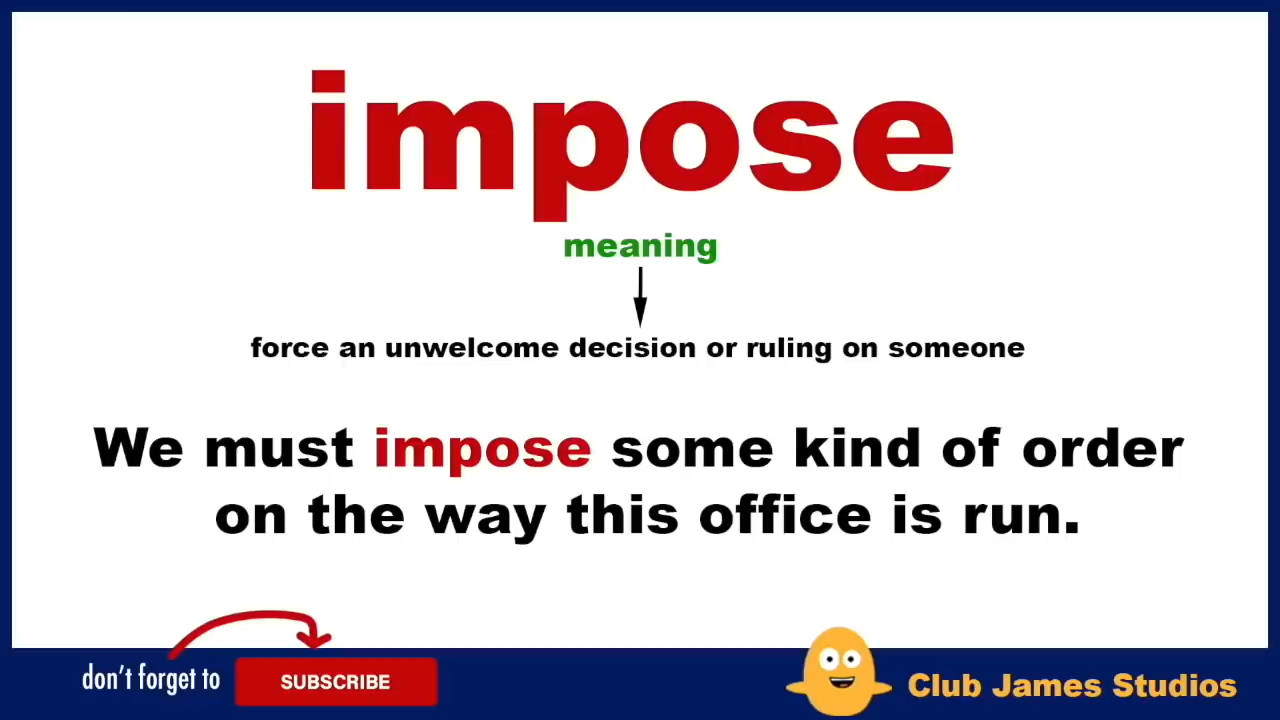 impose
meaning
force an unwelcome decision or ruling on someone
We must impose some kind of order
on the way this office is run.
don't forget to SUBSCRIBE
Club James Studios